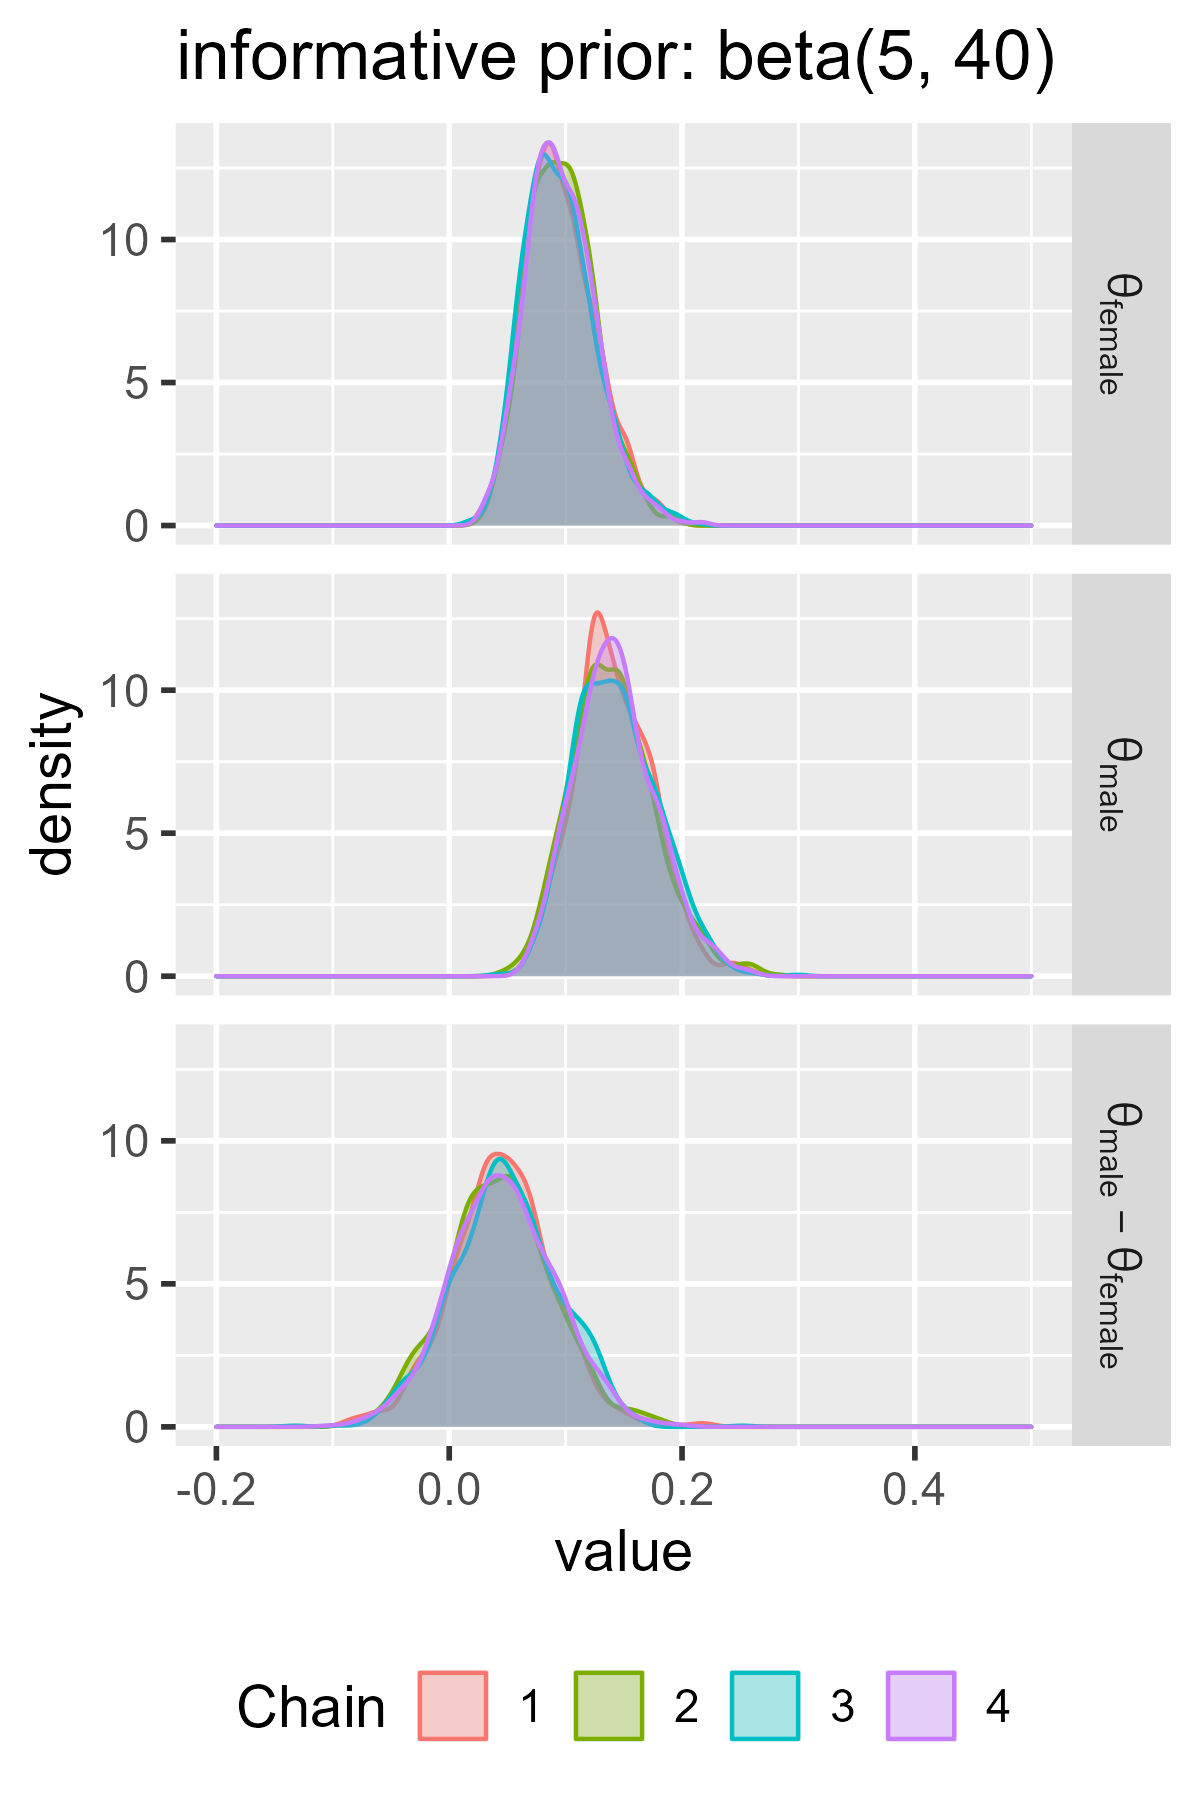 informative prior: beta(5, 40)
10
5
0
θfemale
10
5
0
θmale
10
5
0
θmale − θfemale
density
-0.2 0.0 0.2 0.4
value
Chain 1 2 3 4